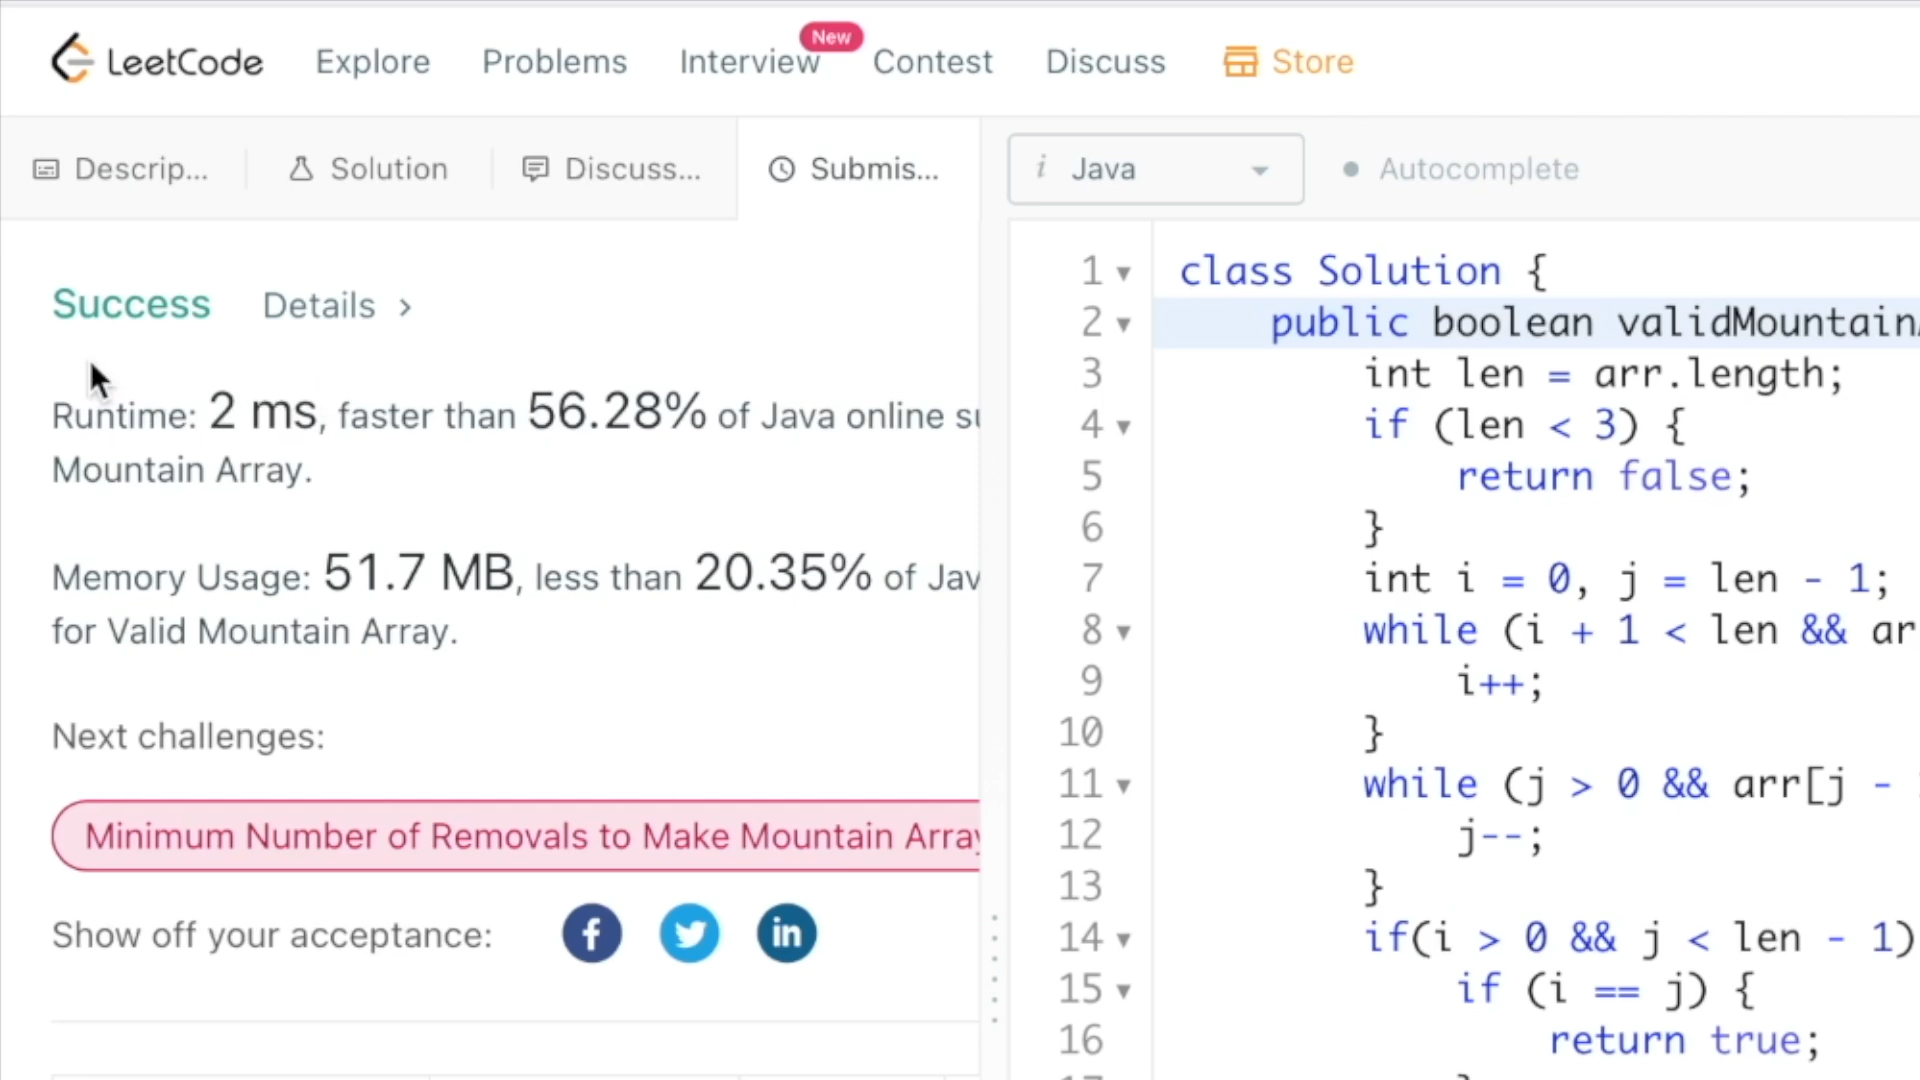 LeetCode Explore Problems Interview New Contest Discuss Store
Descrip... Solution Discuss... Submis...
i Java Autocomplete
Success Details >
Runtime: 2 ms, faster than 56.28% of Java online su
Mountain Array.
Memory Usage: 51.7 MB, less than 20.35% of Jav
for Valid Mountain Array.
Next challenges:
Minimum Number of Removals to Make Mountain Array
Show off your acceptance:
1 class Solution {
2 public boolean validMountain
3 int len = arr.length;
4 if (len < 3) {
5 return false;
6 }
7 int i = 0, j = len - 1;
8 while (i + 1 < len && ar
9 i++;
10 }
11 while (j > 0 && arr[j -
12 j--;
13 }
14 if(i > 0 && j < len - 1)
15 if (i == j) {
16 return true;